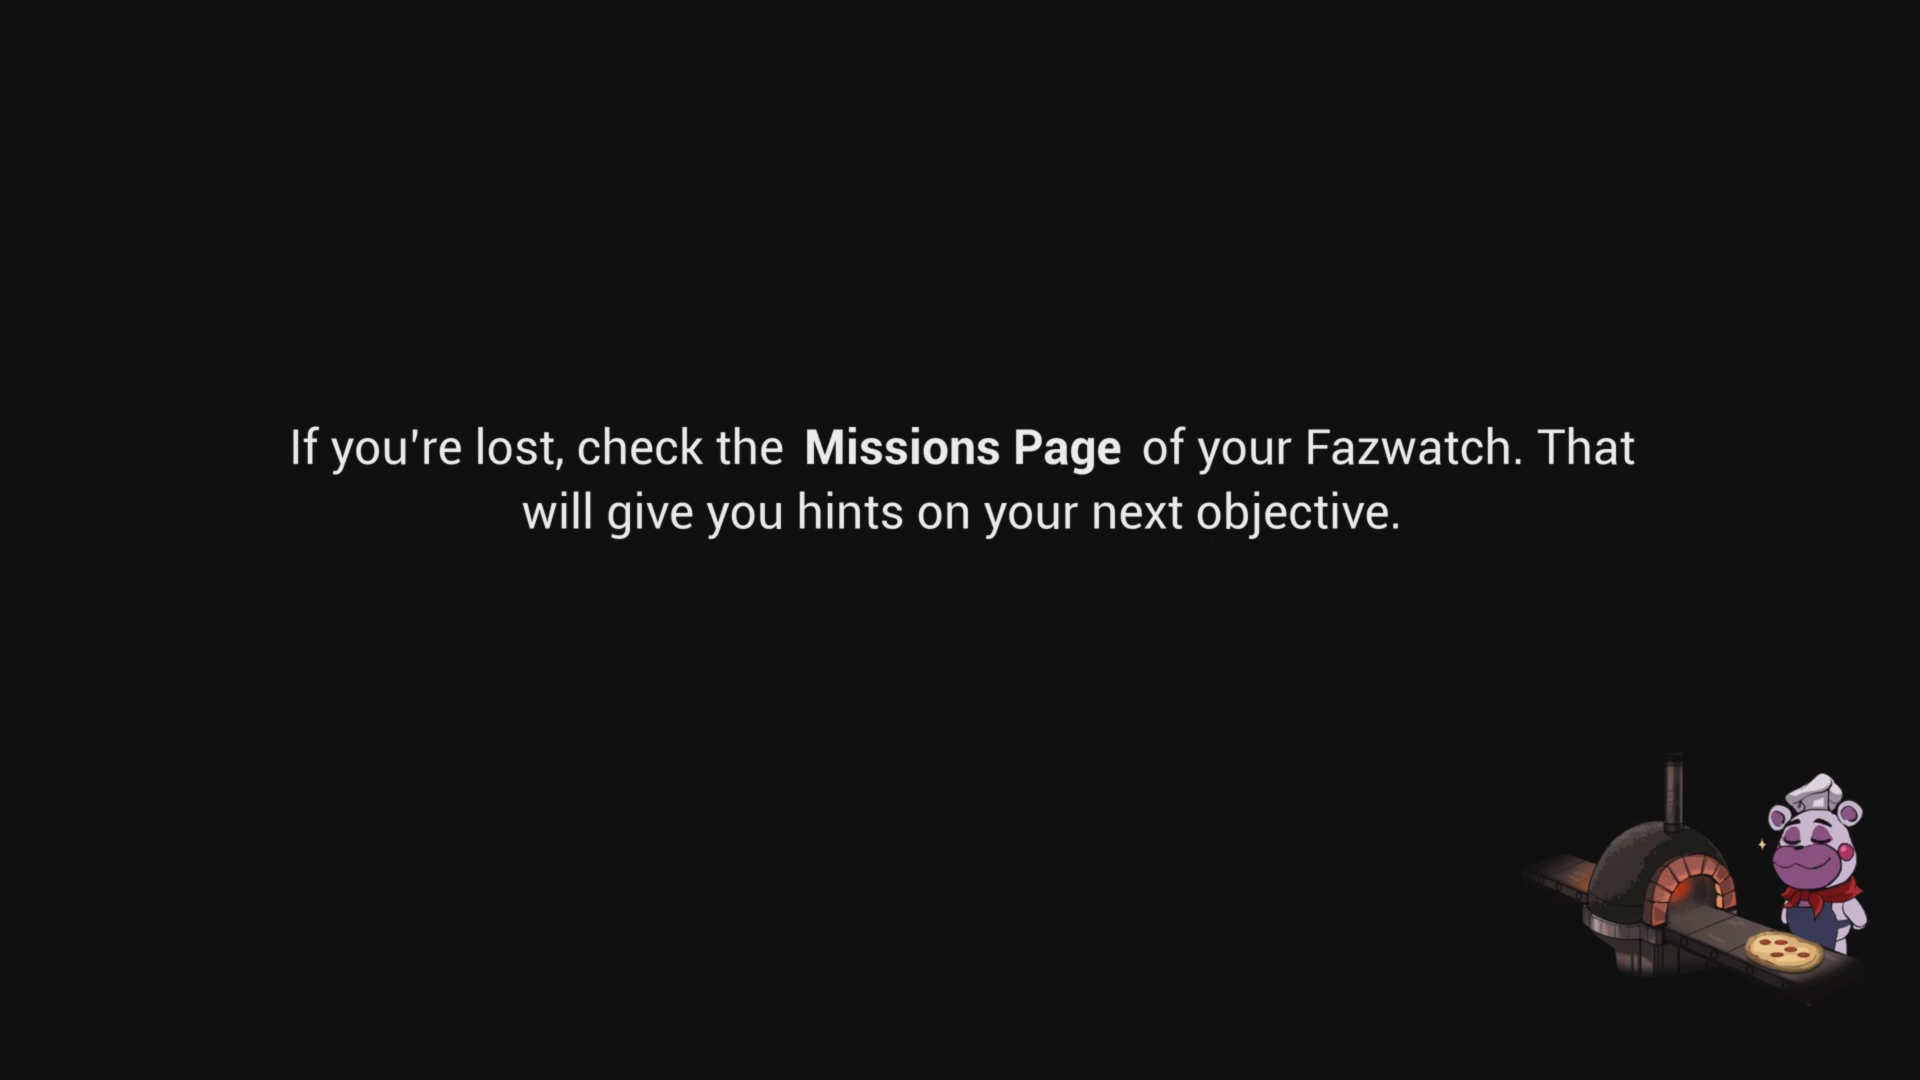 If you're lost, check the Missions Page of your Fazwatch. That
will give you hints on your next objective.